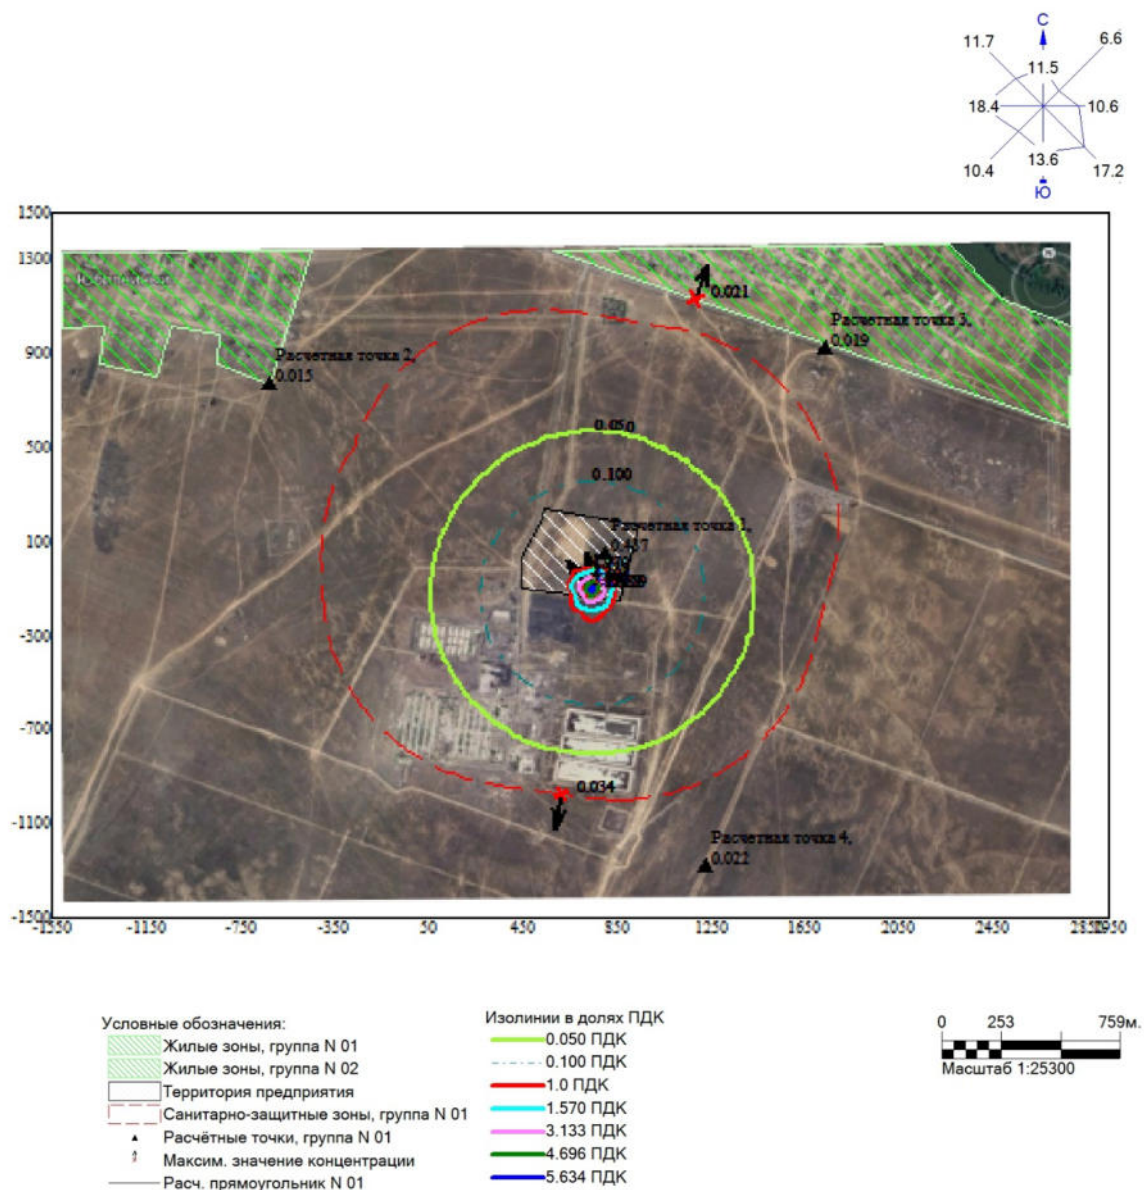 С
11.7
6.6
11.5
18.4
10.6
13.6
10.4
17.2
Ю
1500
1300
900
500
100
-300
-700
-1100
-1500
0.021
Расчетная точка 3,
0.019
Расчетная точка 2,
0.015
0.050
0.100
Расчетная точка 1,
0.034
Расчетная точка 4,
0.022
-1550
-1150
-750
50
450
850
1250
1650
2050
2450
2950
Условные обозначения:
Жилые зоны, группа N 01
Жилые зоны, группа N 02
Территория предприятия
Санитарно-защитные зоны, группа N 01
Расчётные точки, группа N 01
Максим. значение концентрации
Расч. прямоугольник N 01
Изолинии в долях ПДК
0.050 ПДК
0.100 ПДК
1.0 ПДК
1.570 ПДК
3.133 ПДК
4.696 ПДК
5.634 ПДК
0 253 759м.
Масштаб 1:25300